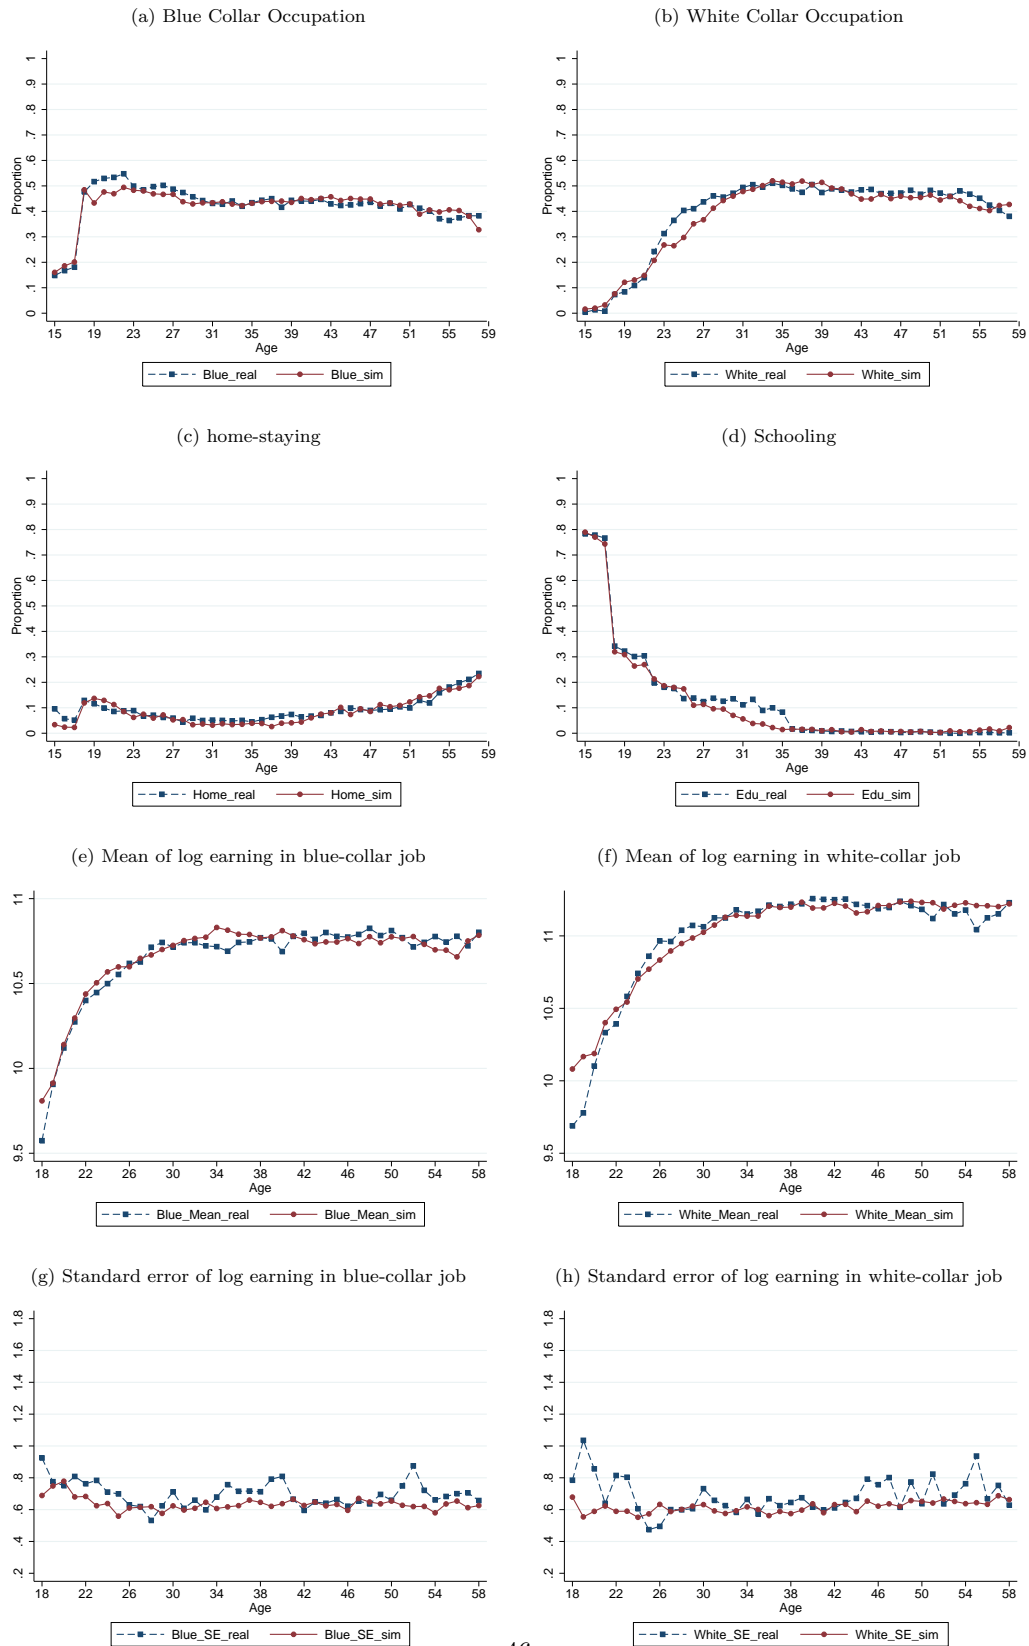 (a) Blue Collar Occupation
(b) White Collar Occupation
Proportion
0 .1 .2 .3 .4 .5 .6 .7 .8 .9 1
15 19 23 27 31 35 39 43 47 51 55 59
Age
Blue_real Blue_sim
Proportion
0 .1 .2 .3 .4 .5 .6 .7 .8 .9 1
15 19 23 27 31 35 39 43 47 51 55 59
Age
White_real White_sim
(c) home-staying
(d) Schooling
Proportion
0 .1 .2 .3 .4 .5 .6 .7 .8 .9 1
15 19 23 27 31 35 39 43 47 51 55 59
Age
Home_real Home_sim
Proportion
0 .1 .2 .3 .4 .5 .6 .7 .8 .9 1
15 19 23 27 31 35 39 43 47 51 55 59
Age
Edu_real Edu_sim
(e) Mean of log earning in blue-collar job
(f) Mean of log earning in white-collar job
9.5 10 10.5 11
18 22 26 30 34 38 42 46 50 54 58
Age
Blue_Mean_real Blue_Mean_sim
9.5 10 10.5 11
18 22 26 30 34 38 42 46 50 54 58
Age
White_Mean_real White_Mean_sim
(g) Standard error of log earning in blue-collar job
(h) Standard error of log earning in white-collar job
.2 .4 .6 .8 1 1.2 1.4 1.6 1.8
18 22 26 30 34 38 42 46 50 54 58
Age
Blue_SE_real Blue_SE_sim
.2 .4 .6 .8 1 1.2 1.4 1.6 1.8
18 22 26 30 34 38 42 46 50 54 58
Age
White_SE_real White_SE_sim